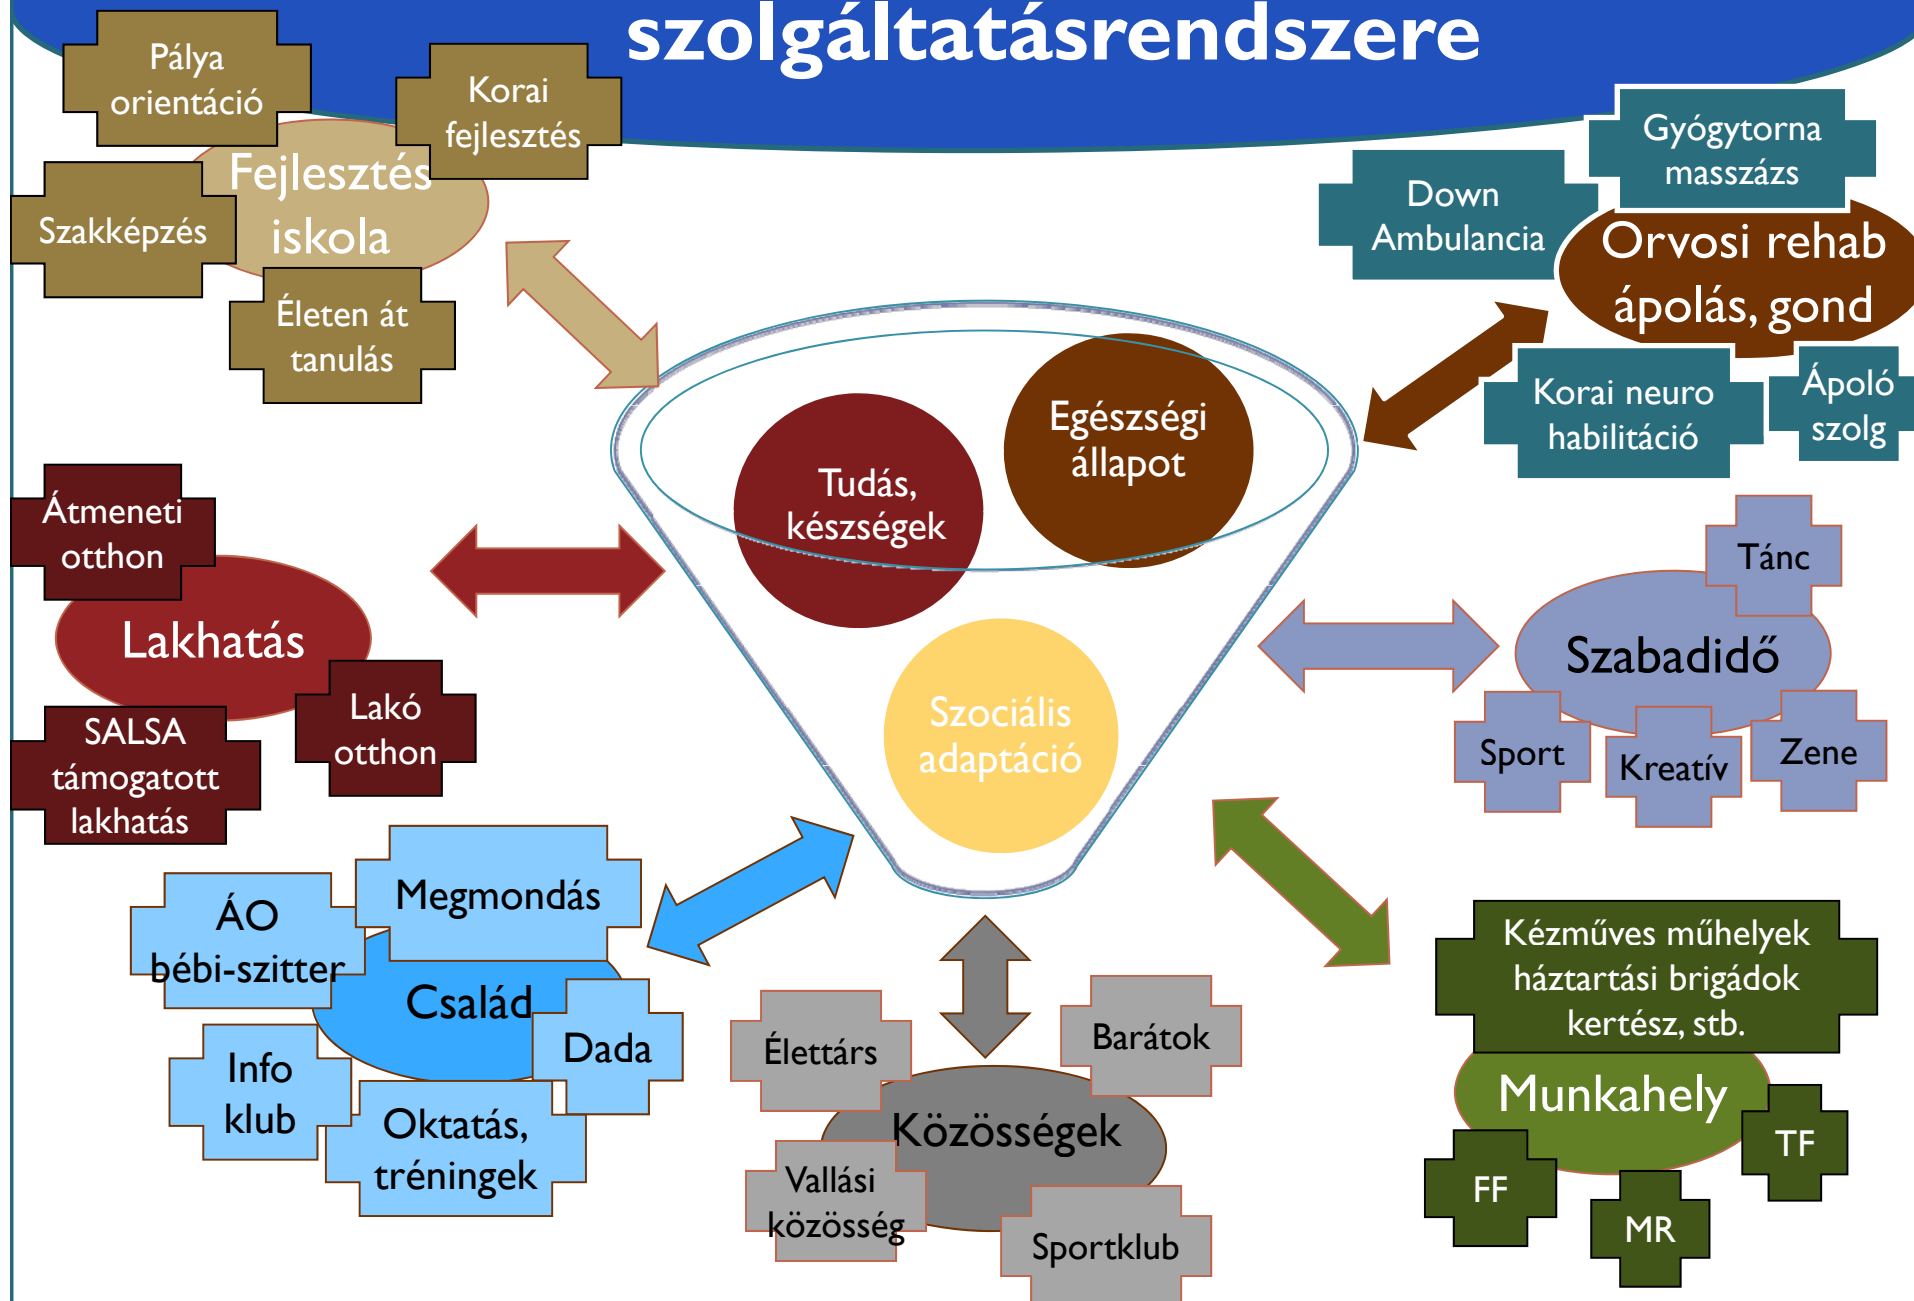 szolgáltatásrendszere
Pálya
orientáció
Korai
fejlesztés
Fejlesztés
iskola
Szakképzés
Életen át
tanulás
Gyógytorna
masszázs
Down
Ambulancia
Orvosi rehab
ápolás, gond
Korai neuro
habilitáció
Ápoló
szolg
Egészségi
állapot
Tudás,
készségek
Szociális
adaptáció
Átmeneti
otthon
Lakhatás
Lakó
otthon
SALSA
támogatott
lakhatás
Tánc
Szabadidő
Sport
Kreatív
Zene
Megmondás
ÁO
bébi-szitter
Család
Dada
Info
klub
Oktatás,
tréningek
Élettárs
Barátok
Közösségek
Vallási
közösség
Sportklub
Kézműves műhelyek
háztartási brigádok
kertész, stb.
Munkahely
TF
FF
MR